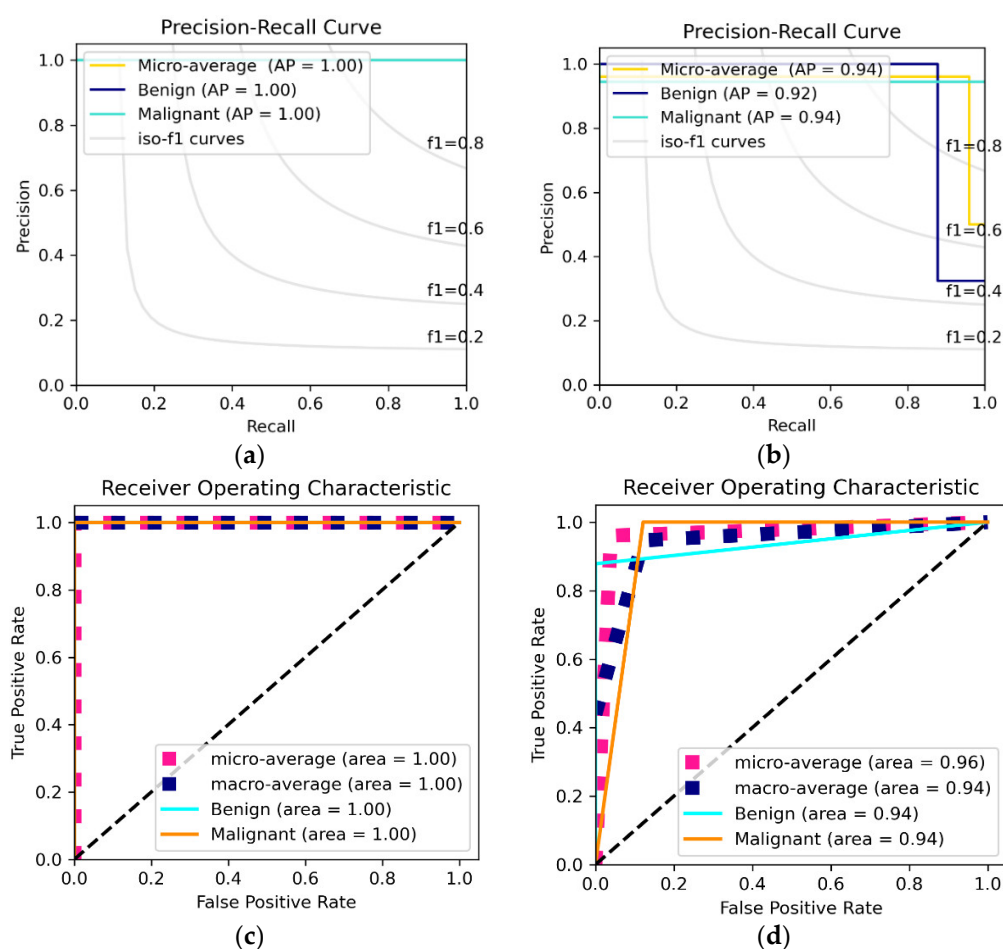 Precision-Recall Curve
Micro-average (AP = 1.00)
Benign (AP = 1.00)
Malignant (AP = 1.00)
iso-f1 curves
f1=0.8
f1=0.6
f1=0.4
f1=0.2
Precision
1.0
0.8
0.6
0.4
0.2
0.0
0.0 0.2 0.4 0.6 0.8 1.0
Recall
(a)
Precision-Recall Curve
Micro-average (AP = 0.94)
Benign (AP = 0.92)
Malignant (AP = 0.94)
iso-f1 curves
f1=0.8
f1=0.6
f1=0.4
f1=0.2
Precision
1.0
0.8
0.6
0.4
0.2
0.0
0.0 0.2 0.4 0.6 0.8 1.0
Recall
(b)
Receiver Operating Characteristic
True Positive Rate
1.0
0.8
0.6
0.4
0.2
0.0
micro-average (area = 1.00)
macro-average (area = 1.00)
Benign (area = 1.00)
Malignant (area = 1.00)
0.0 0.2 0.4 0.6 0.8 1.0
False Positive Rate
(c)
Receiver Operating Characteristic
True Positive Rate
1.0
0.8
0.6
0.4
0.2
0.0
micro-average (area = 0.96)
macro-average (area = 0.94)
Benign (area = 0.94)
Malignant (area = 0.94)
0.0 0.2 0.4 0.6 0.8 1.0
False Positive Rate
(d)